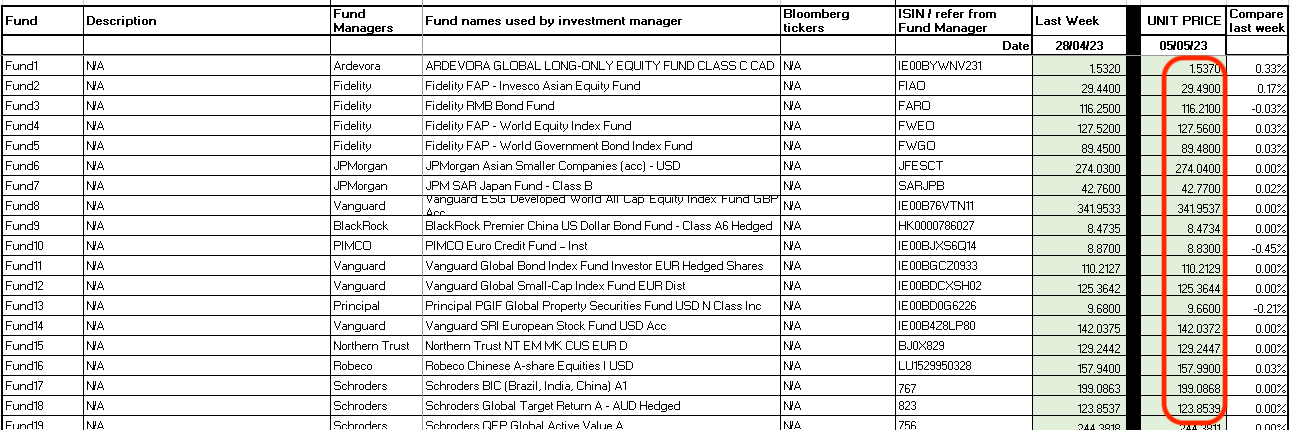 Fund Description Fund Managers Fund names used by investment manager Bloomberg tickers ISIN / refer from Fund Manager Last Week UNIT PRICE Compare last week
Date 28/04/23 05/05/23
Fund1 N/A Ardevora ARDEVORA GLOBAL LONG-ONLY EQUITY FUND CLASS C CAD N/A IE00BYWNV231 1.5320 1.5370 0.33%
Fund2 N/A Fidelity Fidelity FAP - Invesco Asian Equity Fund N/A FIAO 29.4400 29.4900 0.17%
Fund3 N/A Fidelity Fidelity RMB Bond Fund N/A FARO 116.2500 116.2100 -0.03%
Fund4 N/A Fidelity Fidelity FAP - World Equity Index Fund N/A FWEO 127.5200 127.5600 0.03%
Fund5 N/A Fidelity Fidelity FAP - World Government Bond Index Fund N/A FWGO 89.4500 89.4800 0.03%
Fund6 N/A JPMorgan JPMorgan Asian Smaller Companies (acc) - USD N/A JFESCT 274.0300 274.0400 0.00%
Fund7 N/A JPMorgan JPM SAR Japan Fund - Class B N/A SARJPB 42.7600 42.7700 0.02%
Fund8 N/A Vanguard Vanguard ESG Developed World All Cap Equity Index Fund GBP Acc N/A IE00B76VTN11 341.9533 341.9537 0.00%
Fund9 N/A BlackRock BlackRock Premier China US Dollar Bond Fund - Class A6 Hedged N/A HK0000786027 8.4735 8.4734 0.00%
Fund10 N/A PIMCO PIMCO Euro Credit Fund – Inst N/A IE00BJXS6Q14 8.8700 8.8300 -0.45%
Fund11 N/A Vanguard Vanguard Global Bond Index Fund Investor EUR Hedged Shares N/A IE00BGCZ0933 110.2127 110.2129 0.00%
Fund12 N/A Vanguard Vanguard Global Small-Cap Index Fund EUR Dist N/A IE00BDCXSH02 125.3642 125.3644 0.00%
Fund13 N/A Principal Principal PGIF Global Property Securities Fund USD N Class Inc N/A IE00BD0G6226 9.6800 9.6600 -0.21%
Fund14 N/A Vanguard Vanguard SRI European Stock Fund USD Acc N/A IE00B4Z8LP80 142.0375 142.0372 0.00%
Fund15 N/A Northern Trust Northern Trust NT EM MK CUS EUR D N/A BJ0X829 129.2442 129.2447 0.00%
Fund16 N/A Robeco Robeco Chinese A-share Equities I USD N/A LU1529950328 157.9400 157.9900 0.03%
Fund17 N/A Schroders Schroders BIC (Brazil, India, China) A1 N/A 767 199.0863 199.0868 0.00%
Fund18 N/A Schroders Schroders Global Target Return A - AUD Hedged N/A 823 123.8537 123.8539 0.00%
Fund19 N/A Schroders Schroders QEP Global Active Value A N/A 756 244.3818 244.3811 0.00%